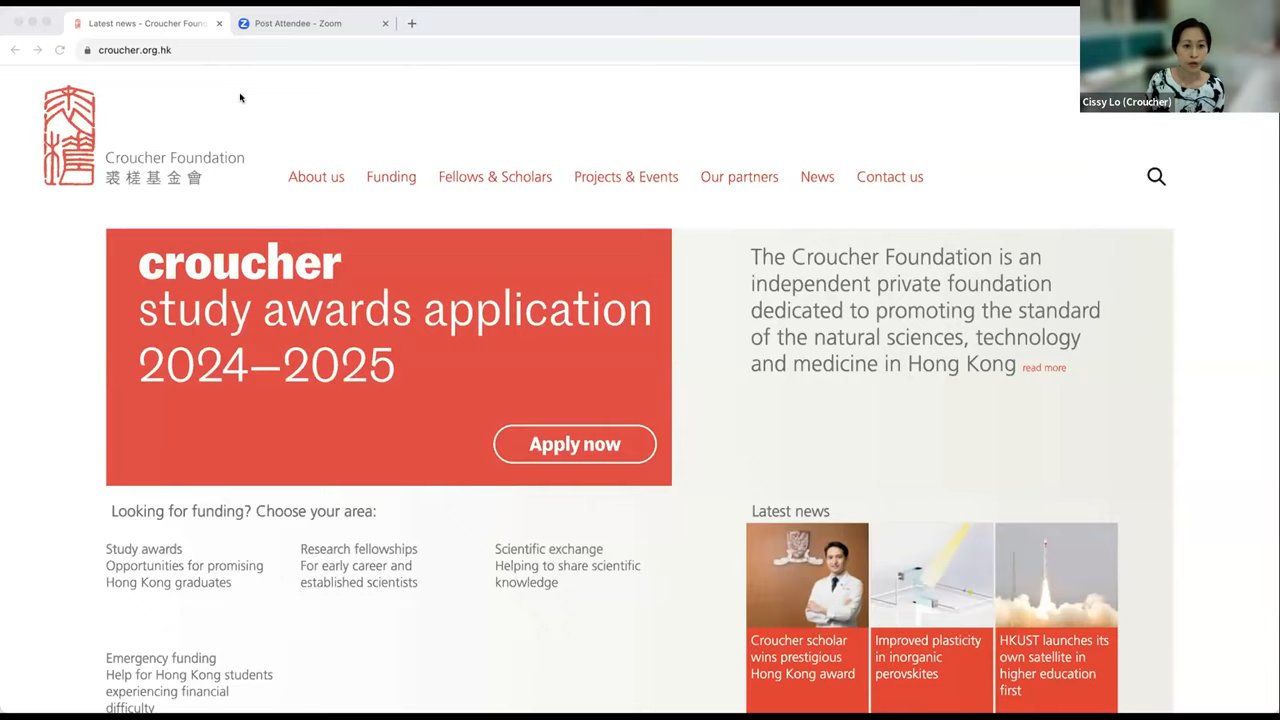 Latest news - Croucher Found
Post Attendee - Zoom
croucher.org.hk
Cissy Lo (Croucher)
Croucher Foundation
裘槎基金會
About us
Funding
Fellows & Scholars
Projects & Events
Our partners
News
Contact us
croucher
study awards application
2024–2025
Apply now
The Croucher Foundation is an
independent private foundation
dedicated to promoting the standard
of the natural sciences, technology
and medicine in Hong Kong read more
Looking for funding? Choose your area:
Study awards
Opportunities for promising
Hong Kong graduates
Research fellowships
For early career and
established scientists
Scientific exchange
Helping to share scientific
knowledge
Emergency funding
Help for Hong Kong students
experiencing financial
difficulty
Latest news
Croucher scholar
wins prestigious
Hong Kong award
Improved plasticity
in inorganic
perovskites
HKUST launches its
own satellite in
higher education
first